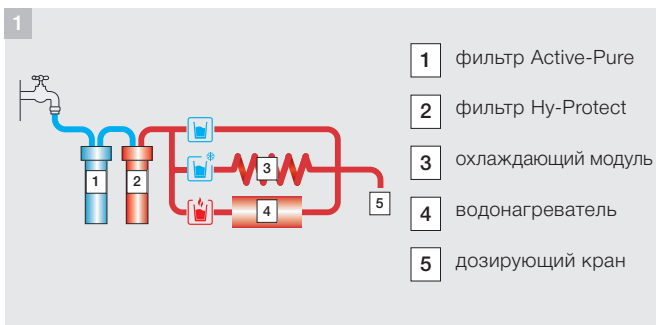 1
1 фильтр Active-Pure
2 фильтр Hy-Protect
3 охлаждающий модуль
4 водонагреватель
5 дозирующий кран
1
2
3
4
5